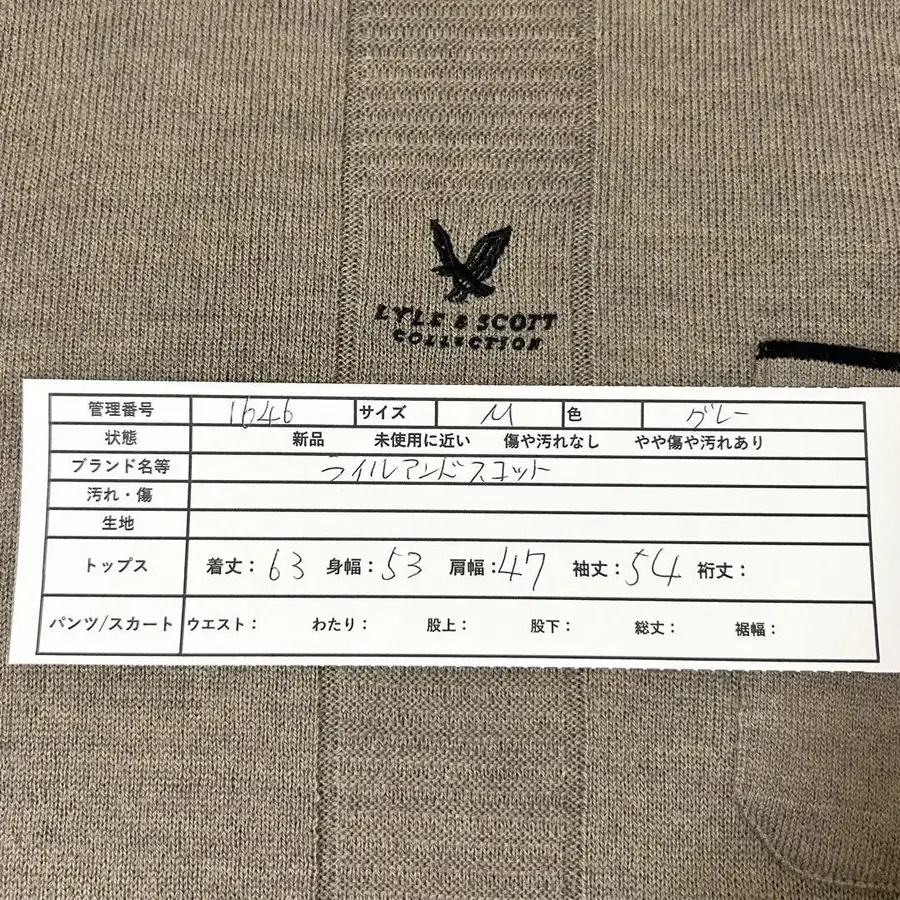 LYLE & SCOTT
COLLECTION
管理番号 1646 サイズ M 色 グレー
状態 新品 未使用に近い 傷や汚れなし やや傷や汚れあり
ブランド名等 ライルアンドスコット
汚れ・傷
生地
トップス 着丈:63 身幅:53 肩幅:47 袖丈:54 裄丈:
パンツ/スカート ウエスト: わたり: 股上: 股下: 総丈: 裾幅: